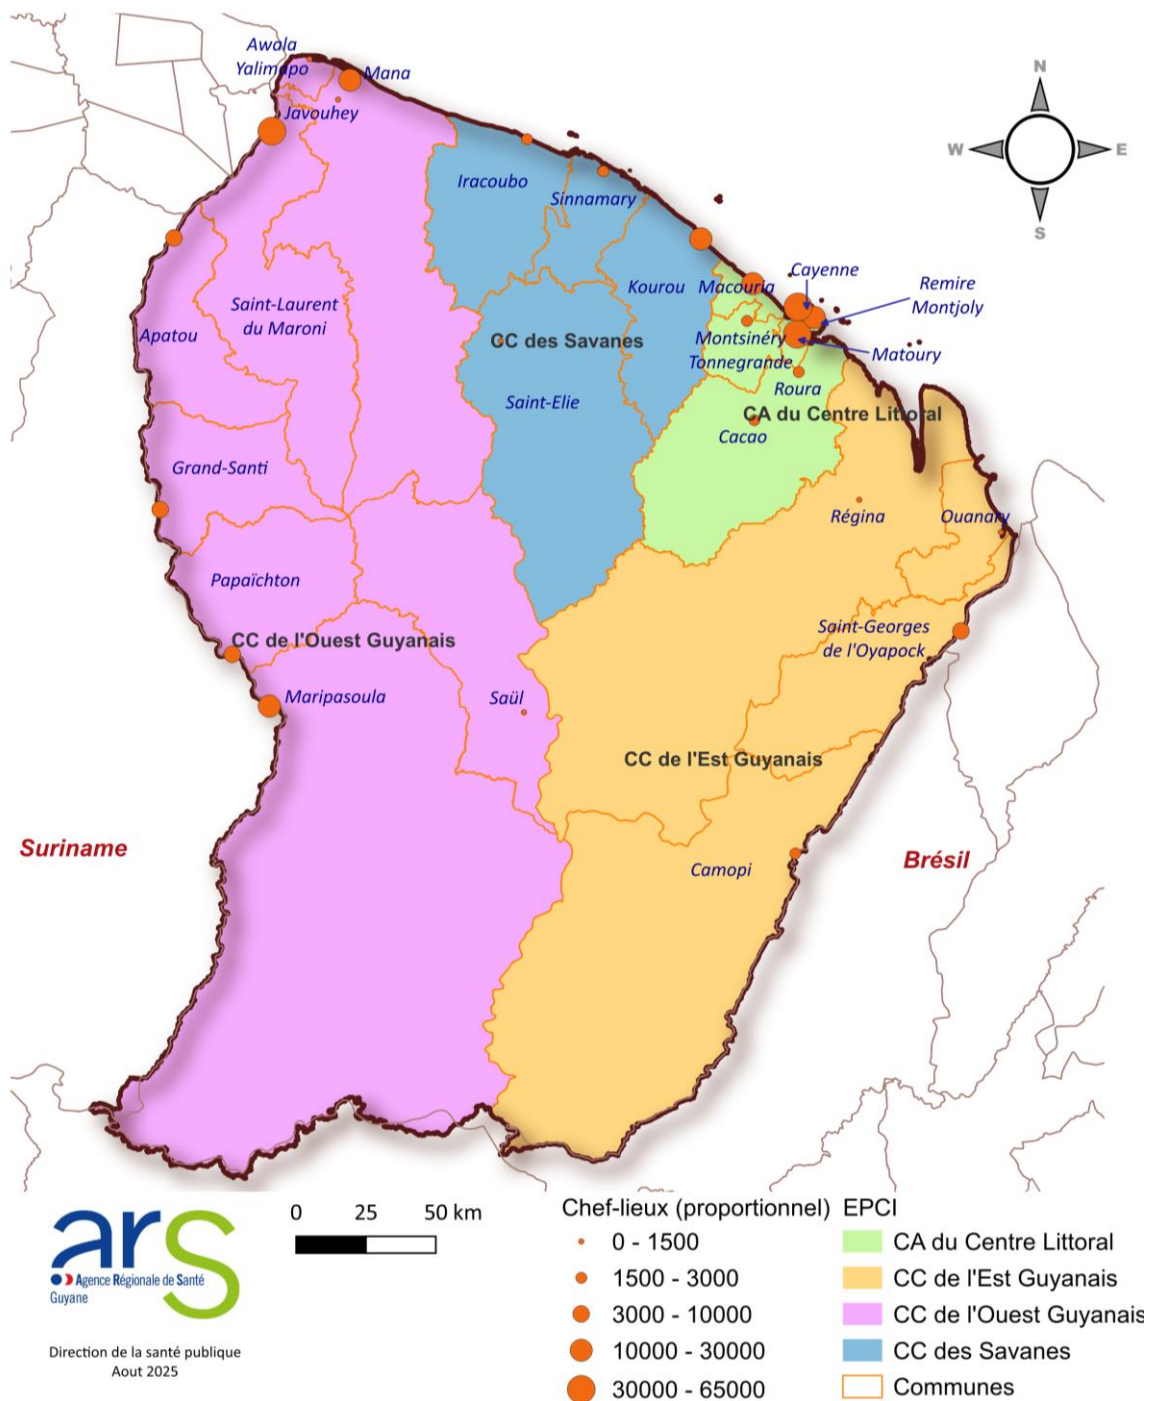 Awala
Yalimapo
Mana
Javouhey
N
W
E
S
Iracoubo
Sinnamary
Cayenne
Remire
Montjoly
Kourou
Macouria
Saint-Laurent
du Maroni
Apatou
CC des Savanes
Montsinéry
Tonnegrande
Matoury
Roura
Saint-Elie
CA du Centre Littoral
Cacao
Grand-Santi
Régina
Ouanary
Papaïchton
CC de l'Ouest Guyanais
Saint-Georges
de l'Oyapock
Maripasoula
Saül
CC de l'Est Guyanais
Suriname
Brésil
Camopi
ars
Agence Régionale de Santé
Guyane
Direction de la santé publique
Aout 2025
0 25 50 km
Chef-lieux (proportionnel)
0 - 1500
1500 - 3000
3000 - 10000
10000 - 30000
30000 - 65000
EPCI
CA du Centre Littoral
CC de l'Est Guyanais
CC de l'Ouest Guyanais
CC des Savanes
Communes